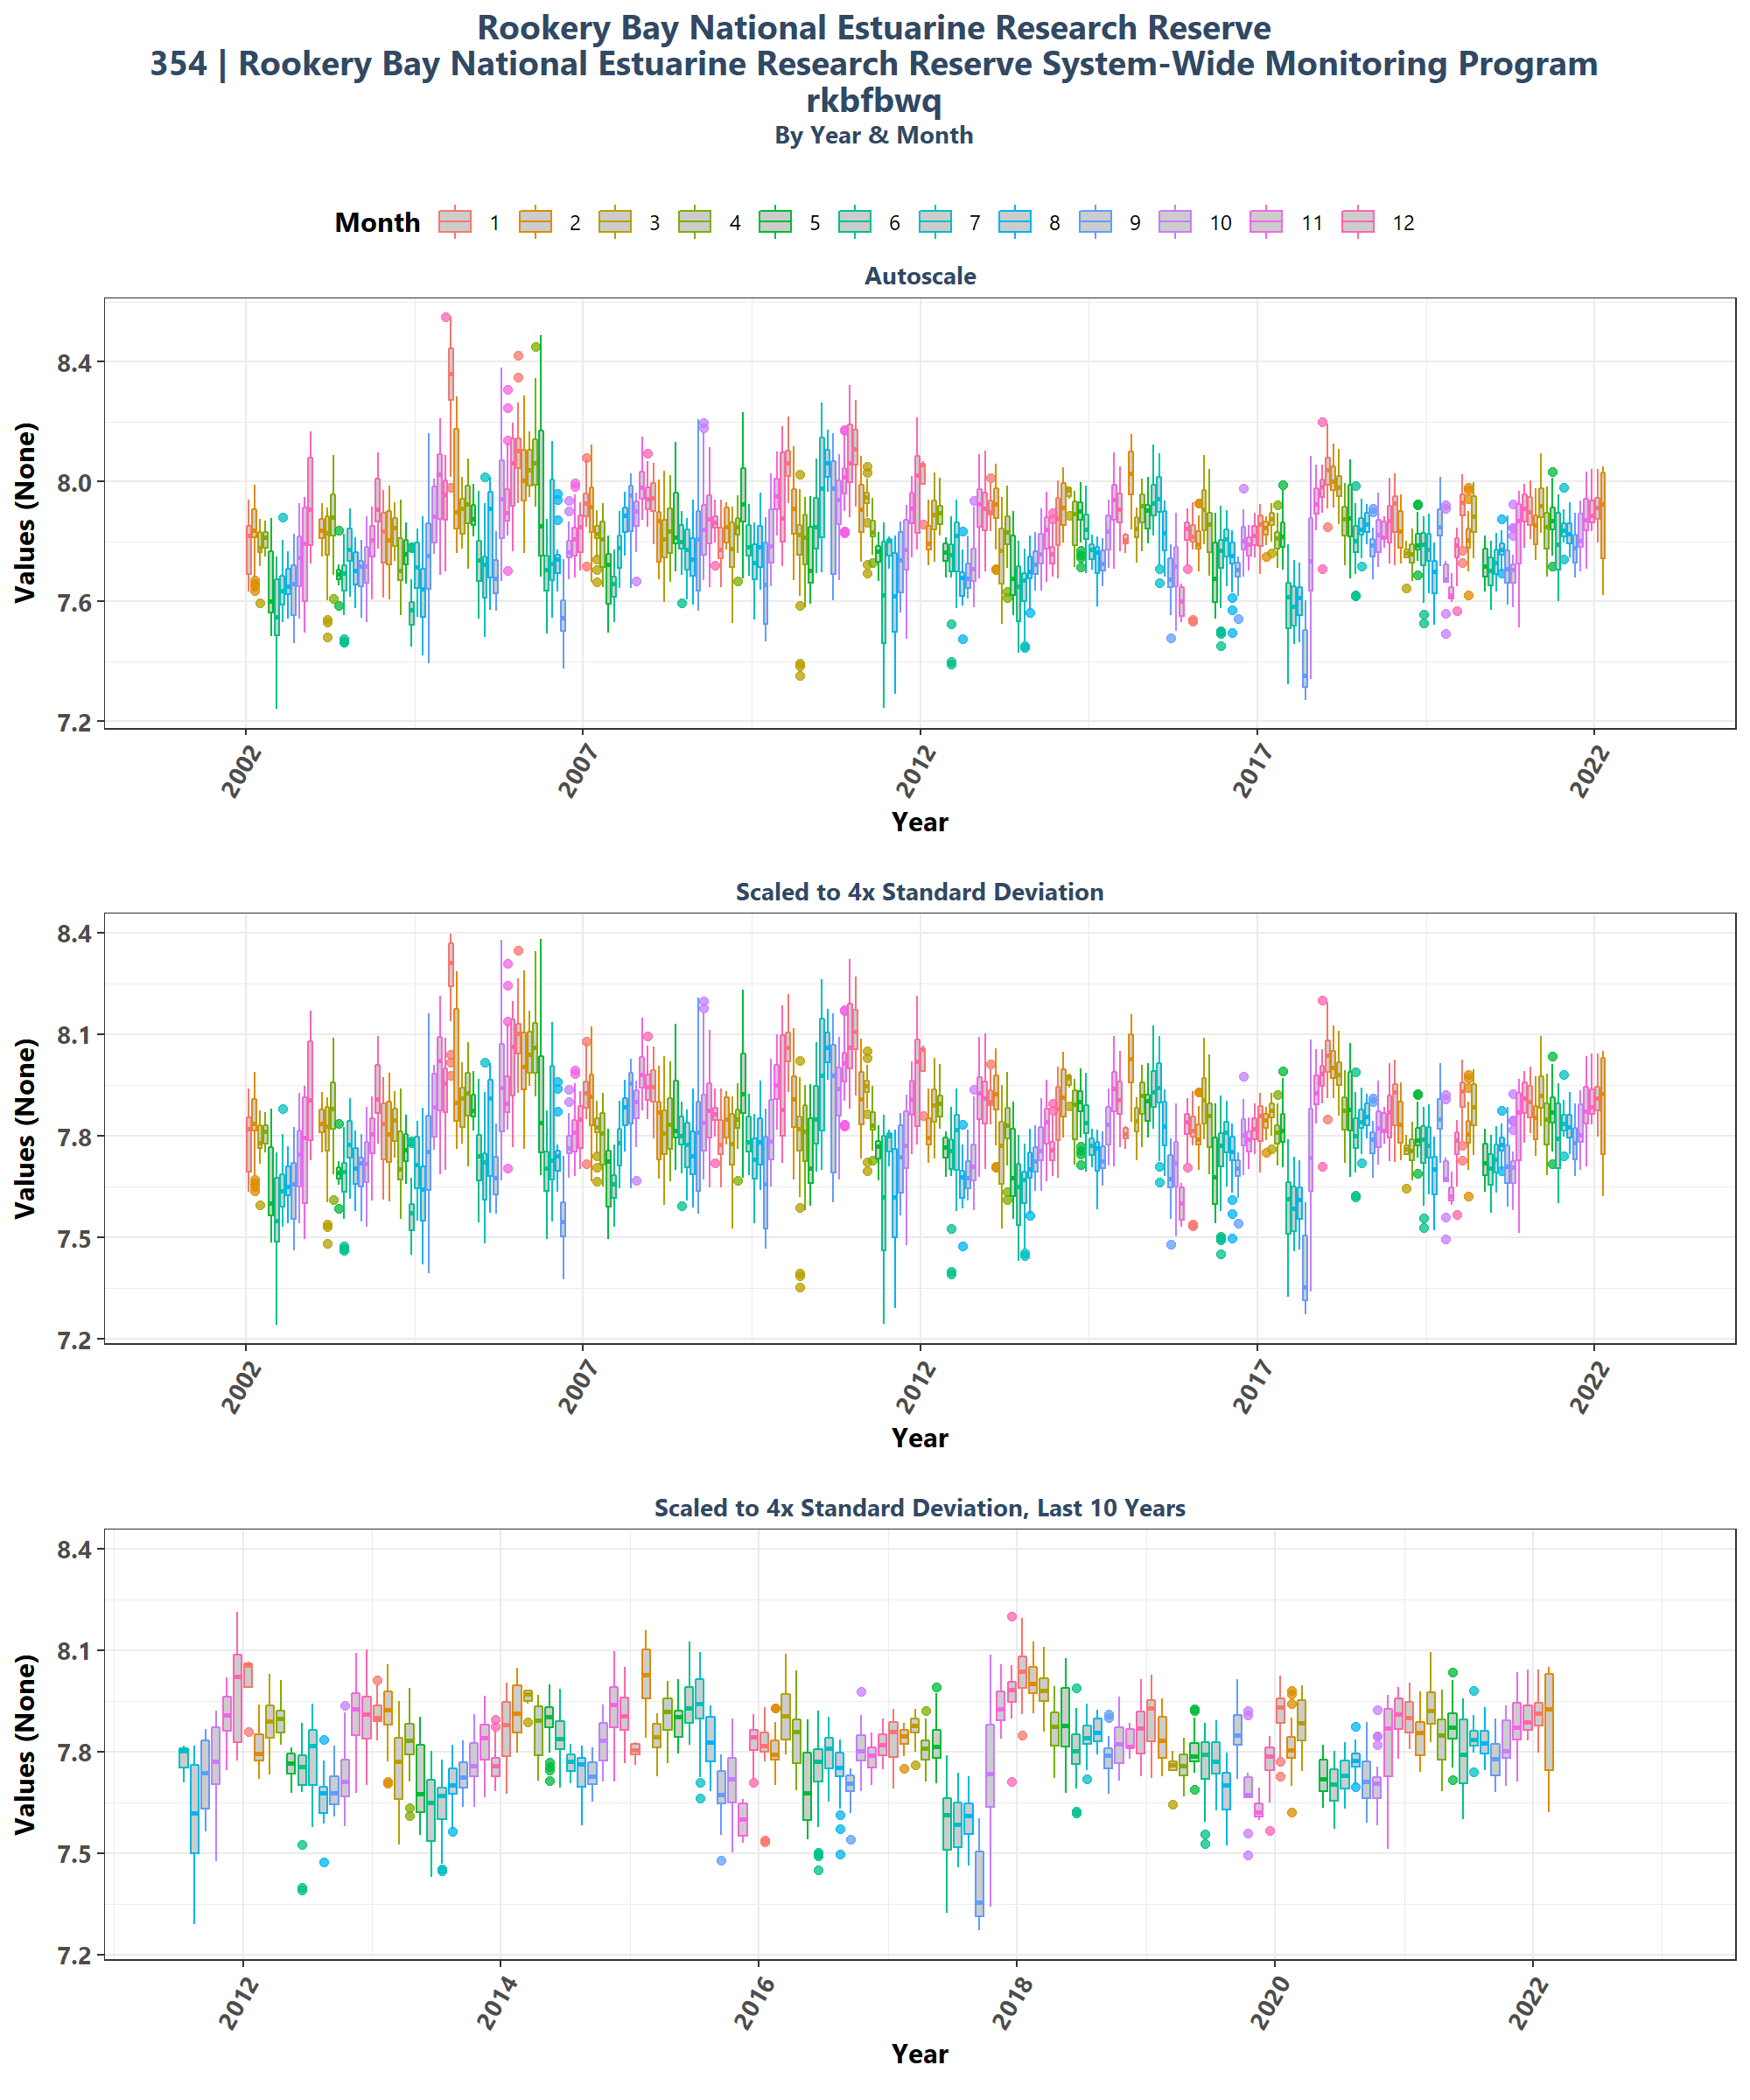 Rookery Bay National Estuarine Research Reserve
354 | Rookery Bay National Estuarine Research Reserve System-Wide Monitoring Program
rkbfbwq
By Year & Month
Month 1 2 3 4 5 6 7 8 9 10 11 12
Autoscale
Values (None)
8.4
8.0
7.6
7.2
2002 2007 2012 2017 2022
Year
Scaled to 4x Standard Deviation
Values (None)
8.4
8.1
7.8
7.5
7.2
2002 2007 2012 2017 2022
Year
Scaled to 4x Standard Deviation, Last 10 Years
Values (None)
8.4
8.1
7.8
7.5
7.2
2012 2014 2016 2018 2020 2022
Year